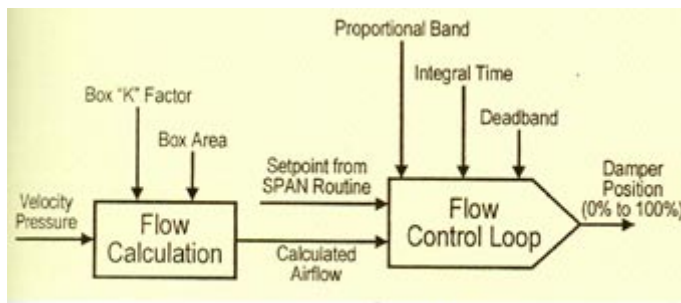 Proportional Band
Integral Time
Box "K" Factor
Deadband
Box Area
Setpoint from
SPAN Routine
Damper
Position
(0% to 100%)
Velocity
Pressure
Flow
Calculation
Flow
Control Loop
Calculated
Airflow